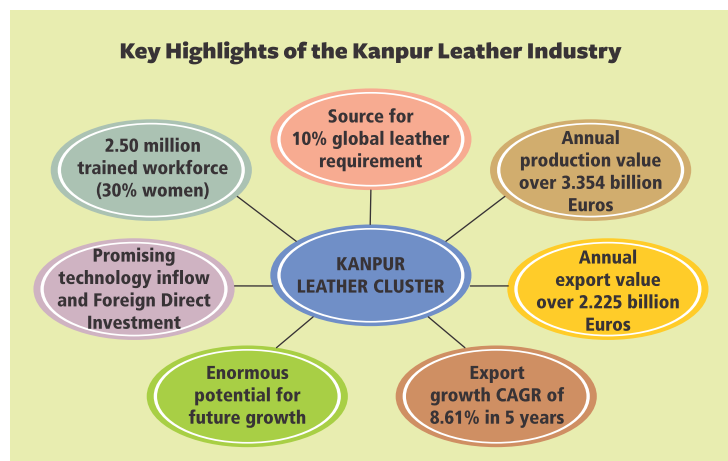 Key Highlights of the Kanpur Leather Industry
Source for
10% global leather
requirement
2.50 million
trained workforce
(30% women)
Annual
production value
over 3.354 billion
Euros
KANPUR
LEATHER CLUSTER
Promising
technology inflow
and Foreign Direct
Investment
Annual
export value
over 2.225 billion
Euros
Enormous
potential for
future growth
Export
growth CAGR of
8.61% in 5 years